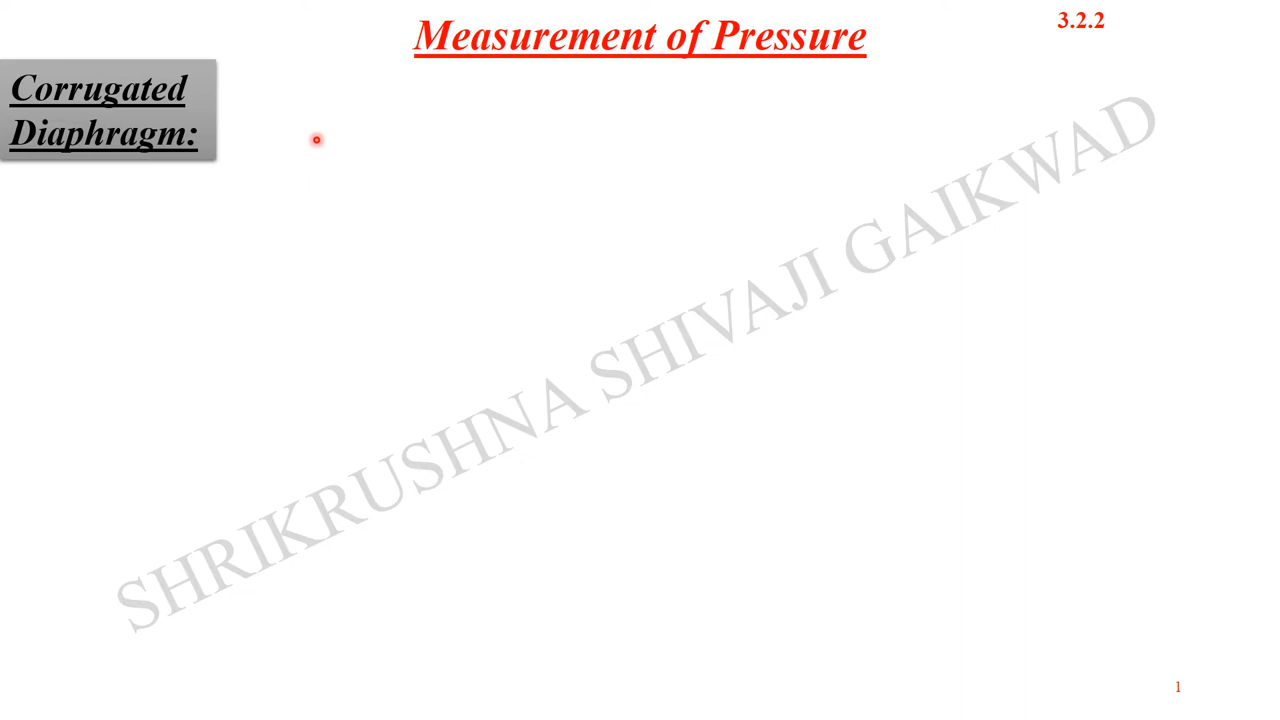 Measurement of Pressure
3.2.2
Corrugated
Diaphragm:
SHRIKRUSHNA SHIVAJI GAIKWAD
1